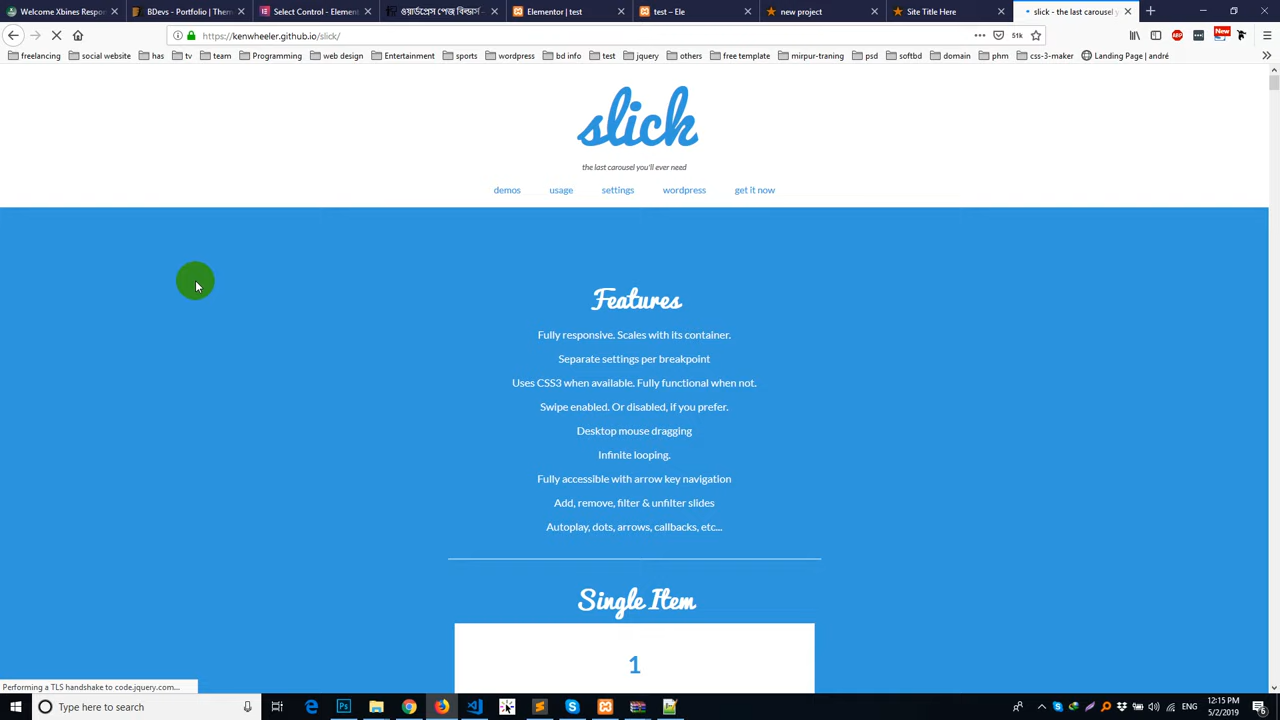 Welcome Xbines Respon
BDevs - Portfolio | Them
Select Control - Element
ওয়ার্ডপ্রেস পেজ বিল্ডার্স
Elementor | test
test – Ele
new project
Site Title Here
slick - the last carousel y
https://kenwheeler.github.io/slick/
51k
ABP
New
freelancing
social website
has
tv
team
Programming
web design
Entertainment
sports
wordpress
bd info
test
jquery
others
free template
mirpur-traning
psd
softbd
domain
phm
css-3-maker
Landing Page | andré
slick
the last carousel you'll ever need
demos
usage
settings
wordpress
get it now
Features
Fully responsive. Scales with its container.
Separate settings per breakpoint
Uses CSS3 when available. Fully functional when not.
Swipe enabled. Or disabled, if you prefer.
Desktop mouse dragging
Infinite looping.
Fully accessible with arrow key navigation
Add, remove, filter & unfilter slides
Autoplay, dots, arrows, callbacks, etc...
Single Item
1
Performing a TLS handshake to code.jquery.com...
Type here to search
ENG
12:15 PM
5/2/2019